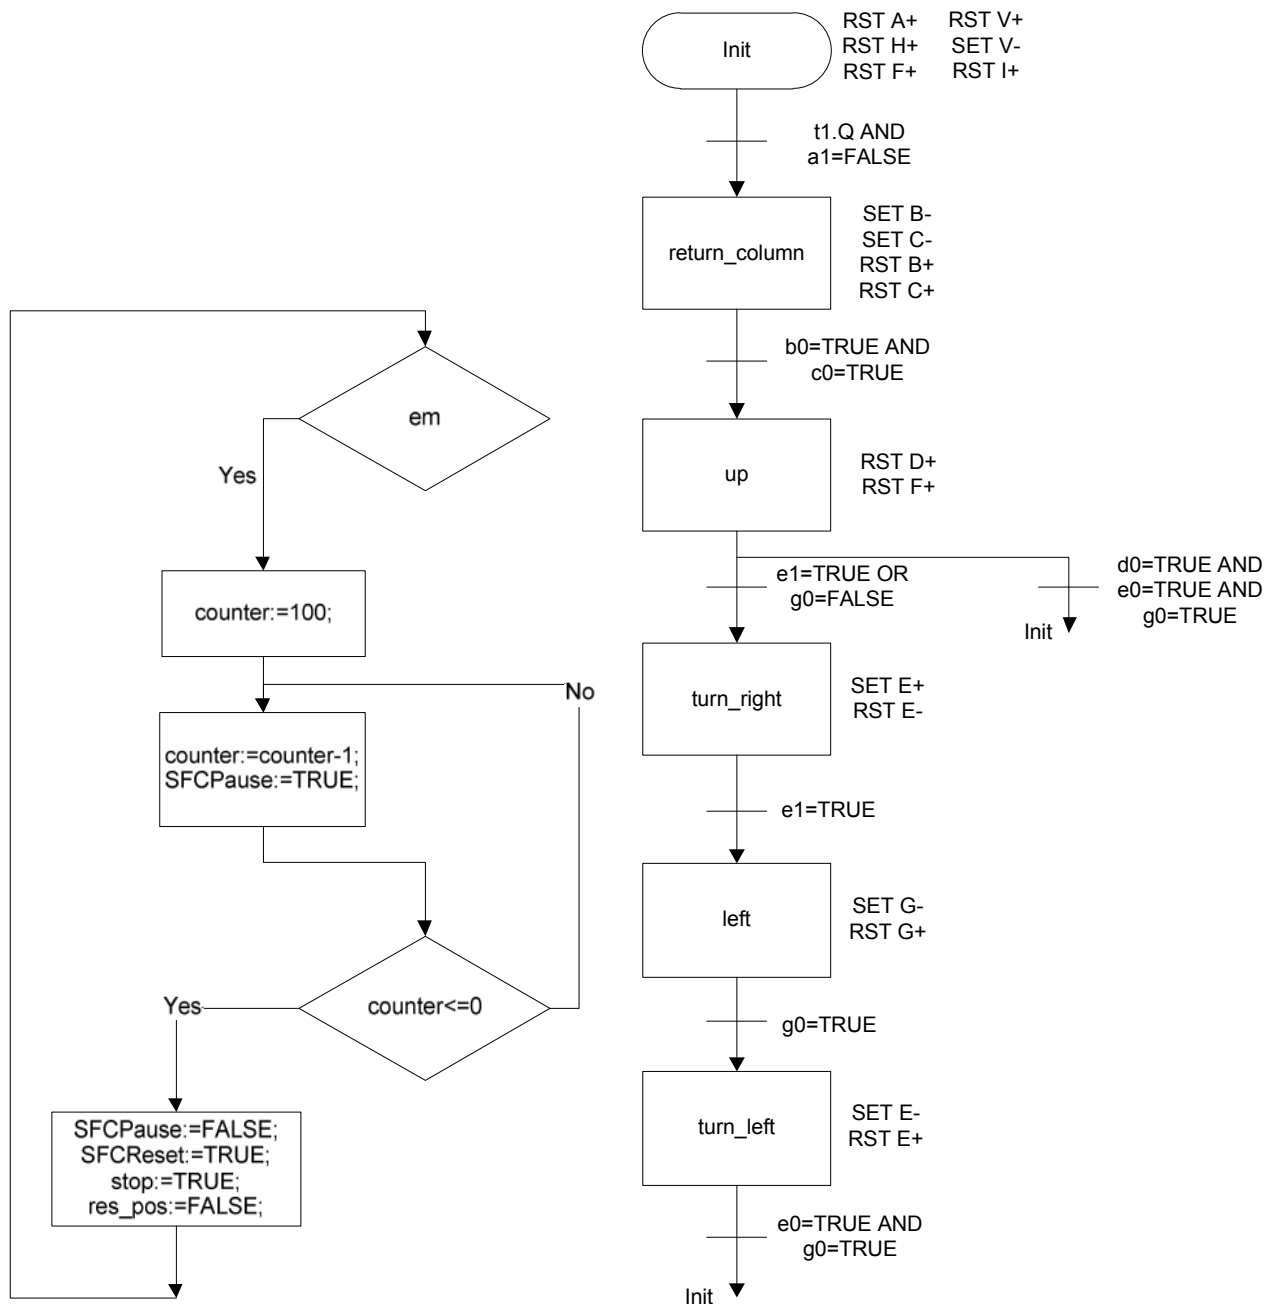 em
Yes
counter:=100;
No
counter:=counter-1;
SFCPause:=TRUE;
counter<=0
Yes
SFCPause:=FALSE;
SFCReset:=TRUE;
stop:=TRUE;
res_pos:=FALSE;
Init
RST A+ RST V+
RST H+ SET V-
RST F+ RST I+
t1.Q AND
a1=FALSE
return_column
SET B-
SET C-
RST B+
RST C+
b0=TRUE AND
c0=TRUE
up
RST D+
RST F+
e1=TRUE OR
g0=FALSE
d0=TRUE AND
e0=TRUE AND
g0=TRUE
Init
turn_right
SET E+
RST E-
e1=TRUE
left
SET G-
RST G+
g0=TRUE
turn_left
SET E-
RST E+
e0=TRUE AND
g0=TRUE
Init